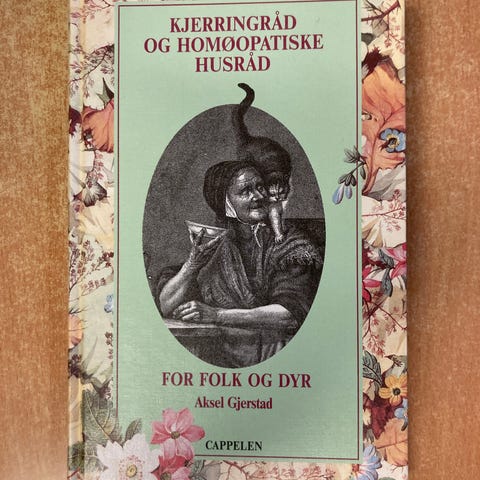 KJERRINGRÅD
OG HOMØOPATISKE
HUSRÅD
FOR FOLK OG DYR
Aksel Gjerstad
CAPPELEN